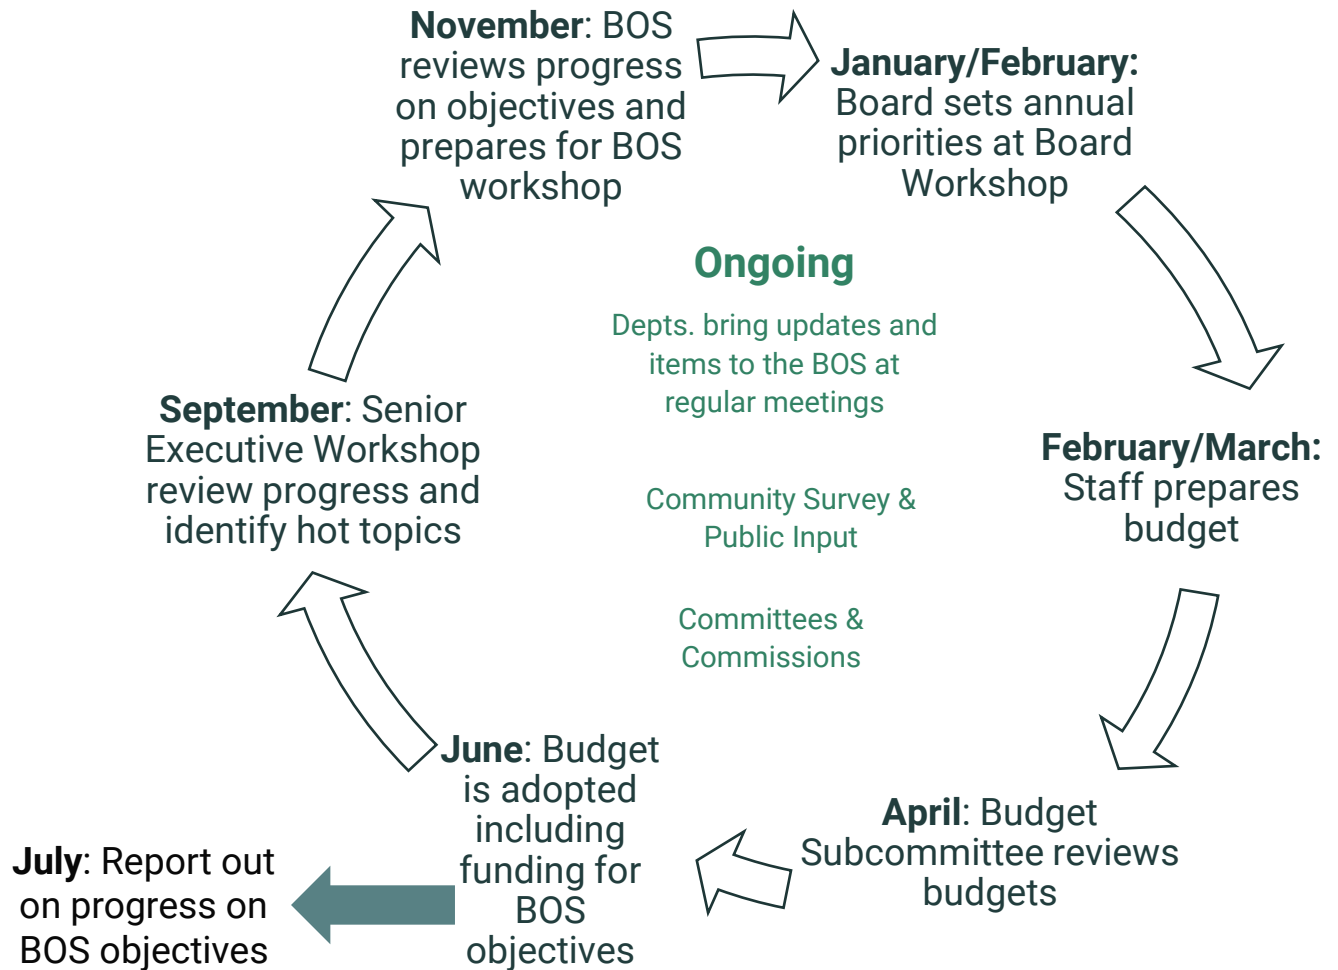 November: BOS
reviews progress
on objectives and
prepares for BOS
workshop
January/February:
Board sets annual
priorities at Board
Workshop
Ongoing
Depts. bring updates and
items to the BOS at
regular meetings
Community Survey &
Public Input
Committees &
Commissions
February/March:
Staff prepares
budget
April: Budget
Subcommittee reviews
budgets
June: Budget
is adopted
including
funding for
BOS
objectives
July: Report out
on progress on
BOS objectives
September: Senior
Executive Workshop
review progress and
identify hot topics